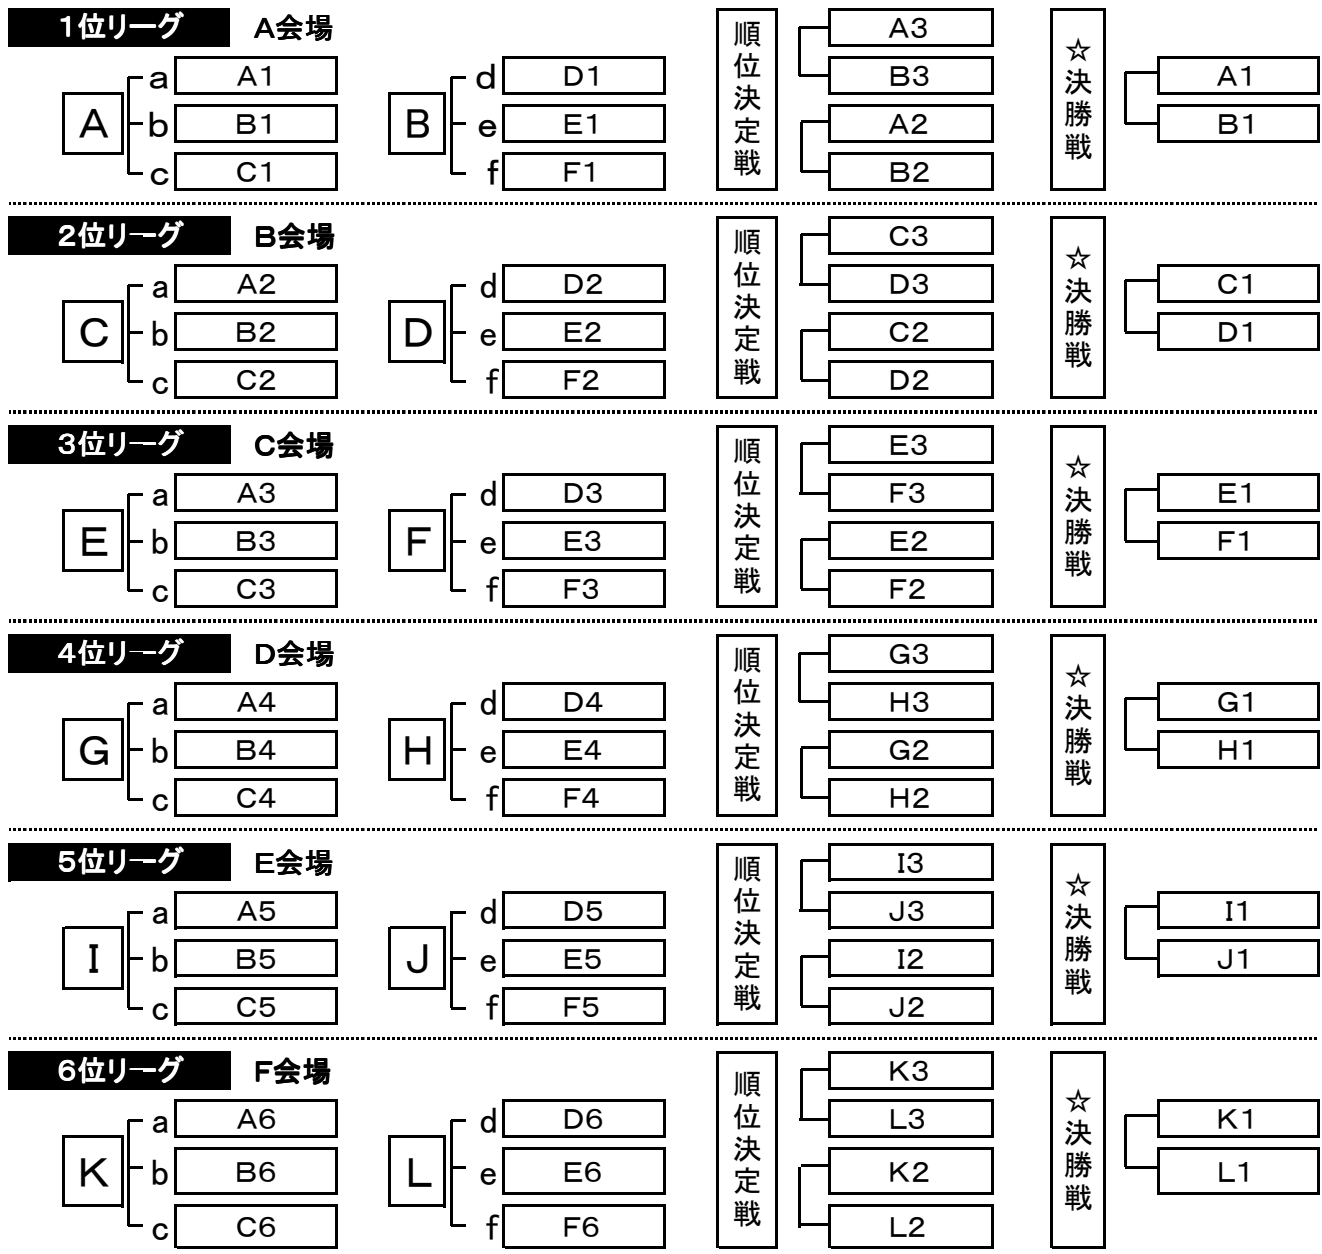 1位リーグ A会場
A
a A1
b B1
c C1
B
d D1
e E1
f F1
順位決定戦
A3
B3
A2
B2
☆決勝戦
A1
B1
2位リーグ B会場
C
a A2
b B2
c C2
D
d D2
e E2
f F2
順位決定戦
C3
D3
C2
D2
☆決勝戦
C1
D1
3位リーグ C会場
E
a A3
b B3
c C3
F
d D3
e E3
f F3
順位決定戦
E3
F3
E2
F2
☆決勝戦
E1
F1
4位リーグ D会場
G
a A4
b B4
c C4
H
d D4
e E4
f F4
順位決定戦
G3
H3
G2
H2
☆決勝戦
G1
H1
5位リーグ E会場
I
a A5
b B5
c C5
J
d D5
e E5
f F5
順位決定戦
I3
J3
I2
J2
☆決勝戦
I1
J1
6位リーグ F会場
K
a A6
b B6
c C6
L
d D6
e E6
f F6
順位決定戦
K3
L3
K2
L2
☆決勝戦
K1
L1